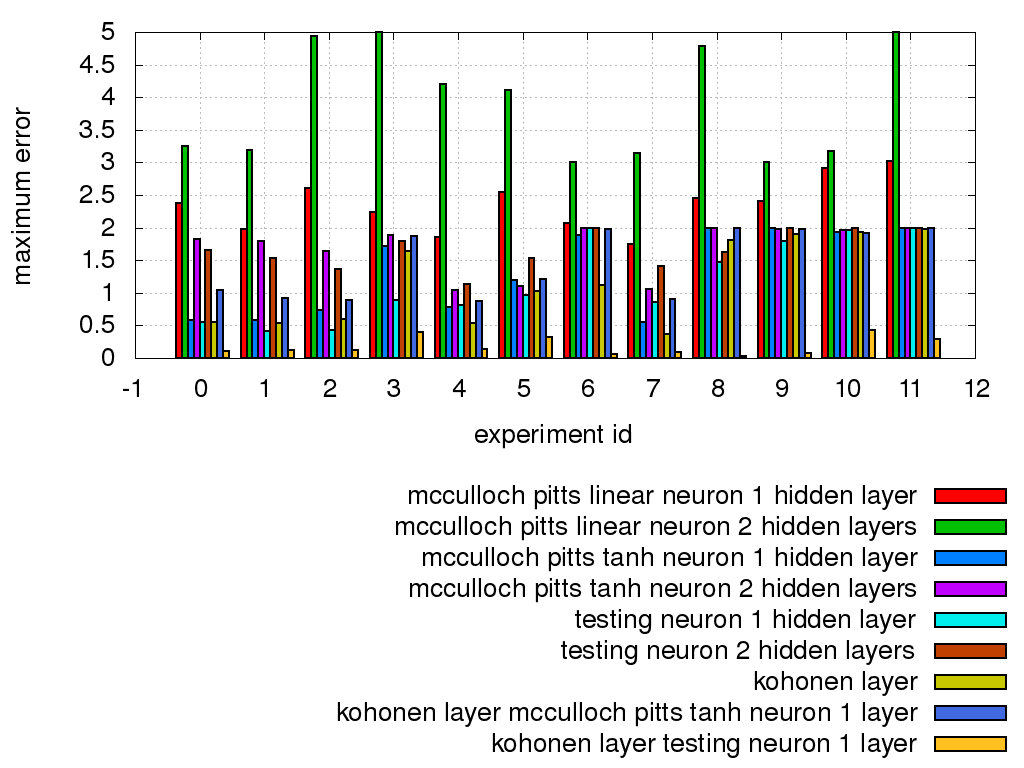 maximum error
5
4.5
4
3.5
3
2.5
2
1.5
1
0.5
0
-1 0 1 2 3 4 5 6 7 8 9 10 11 12
experiment id
mcculloch pitts linear neuron 1 hidden layer
mcculloch pitts linear neuron 2 hidden layers
mcculloch pitts tanh neuron 1 hidden layer
mcculloch pitts tanh neuron 2 hidden layers
testing neuron 1 hidden layer
testing neuron 2 hidden layers
kohonen layer
kohonen layer mcculloch pitts tanh neuron 1 layer
kohonen layer testing neuron 1 layer